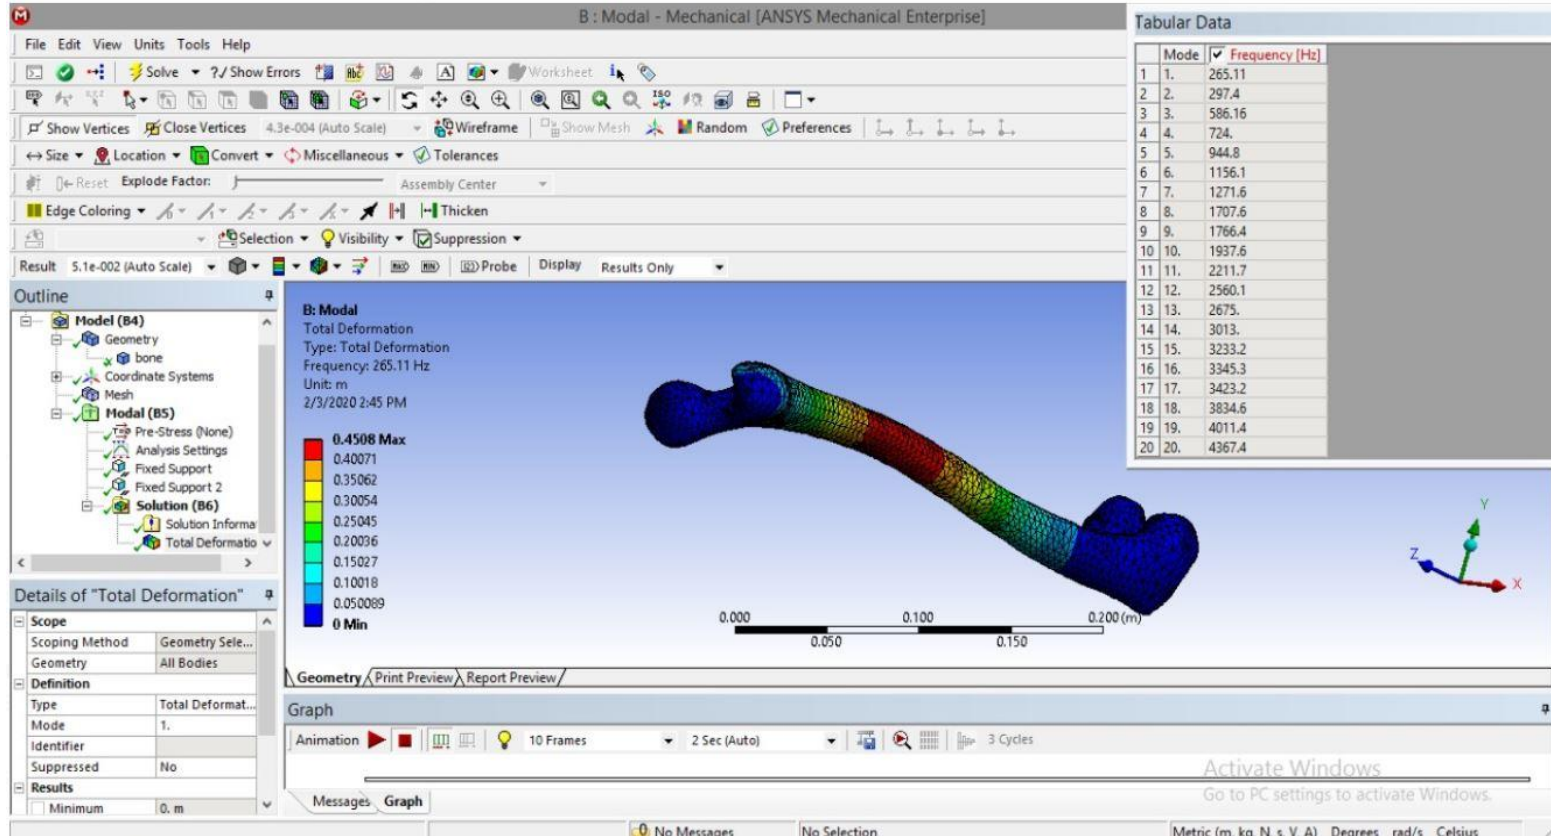 B : Modal - Mechanical [ANSYS Mechanical Enterprise]
File Edit View Units Tools Help
Solve ?/ Show Errors Worksheet
Show Vertices Close Vertices 4.3e-004 (Auto Scale) Wireframe Show Mesh Random Preferences
Size Location Convert Miscellaneous Tolerances
Reset Explode Factor: Assembly Center
Edge Coloring Thicken
Selection Visibility Suppression
Result 5.1e-002 (Auto Scale) MAX MIN Probe Display Results Only
Tabular Data
Mode Frequency [Hz]
1 1. 265.11
2 2. 297.4
3 3. 586.16
4 4. 724.
5 5. 944.8
6 6. 1156.1
7 7. 1271.6
8 8. 1707.6
9 9. 1766.4
10 10. 1937.6
11 11. 2211.7
12 12. 2560.1
13 13. 2675.
14 14. 3013.
15 15. 3233.2
16 16. 3345.3
17 17. 3423.2
18 18. 3834.6
19 19. 4011.4
20 20. 4367.4
Outline
Model (B4)
Geometry
bone
Coordinate Systems
Mesh
Modal (B5)
Pre-Stress (None)
Analysis Settings
Fixed Support
Fixed Support 2
Solution (B6)
Solution Informa
Total Deformatio
Details of "Total Deformation"
Scope
Scoping Method Geometry Sele...
Geometry All Bodies
Definition
Type Total Deformat...
Mode 1.
Identifier
Suppressed No
Results
Minimum 0. m
B: Modal
Total Deformation
Type: Total Deformation
Frequency: 265.11 Hz
Unit: m
2/3/2020 2:45 PM
0.4508 Max
0.40071
0.35062
0.30054
0.25045
0.20036
0.15027
0.10018
0.050089
0 Min
0.000 0.100 0.200 (m)
0.050 0.150
Y
Z
X
Geometry Print Preview Report Preview
Graph
Animation 10 Frames 2 Sec (Auto) 3 Cycles
Activate Windows
Go to PC settings to activate Windows.
Messages Graph
0 No Messages No Selection Metric (m, kg, N, s, V, A) Degrees rad/s Celsius